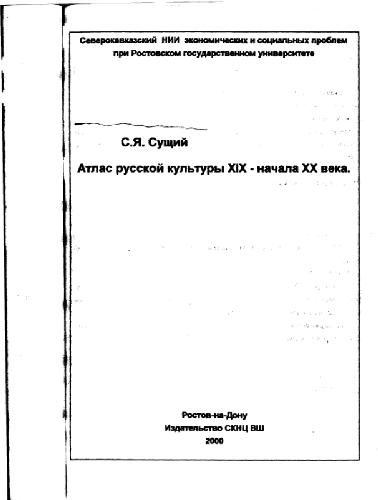 Северокавказский НИИ экономических и социальных проблем
при Ростовском государственном университете
С.Я. Сущий
Атлас русской культуры XIX - начала XX века.
Ростов-на-Дону
Издательство СКНЦ ВШ
2000